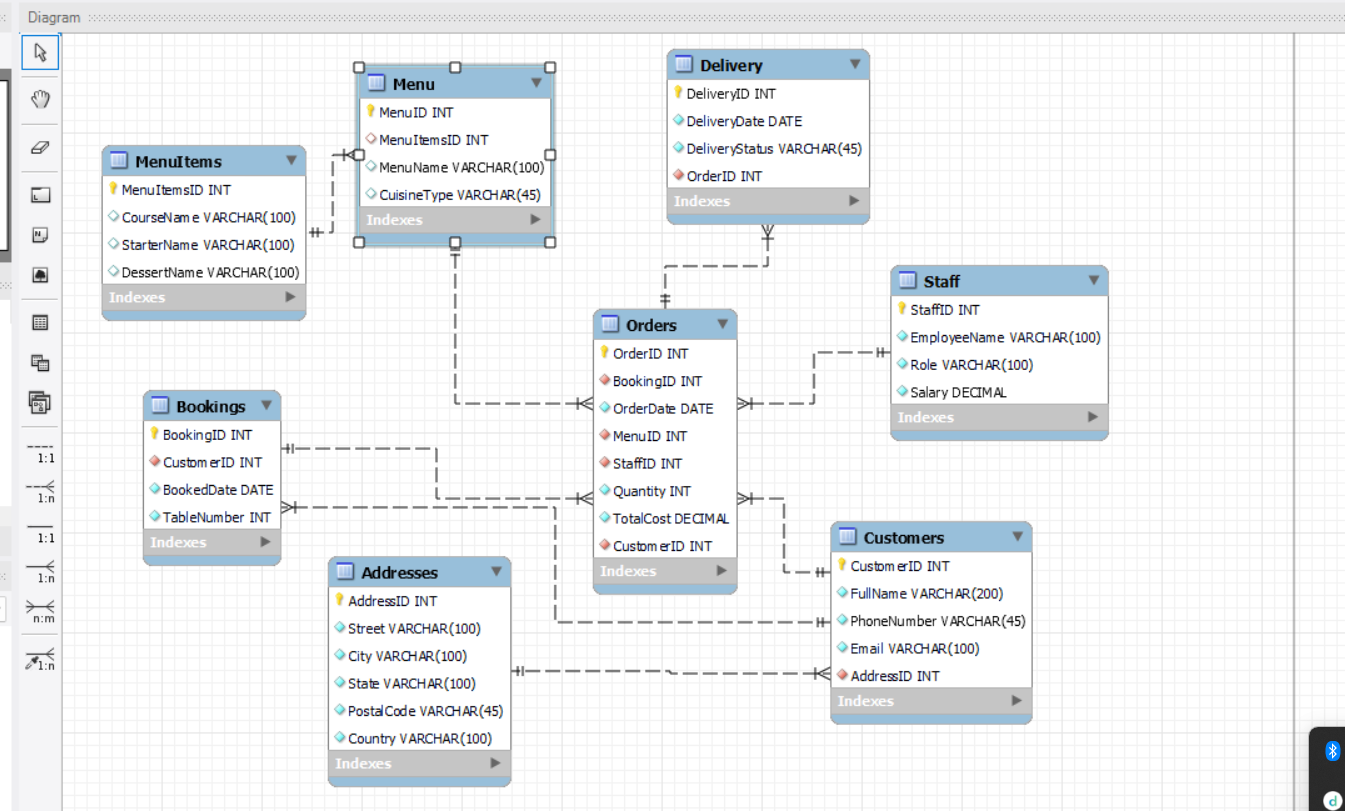 Diagram
Menu
MenuID INT
MenuItemsID INT
MenuName VARCHAR(100)
CuisineType VARCHAR(45)
Indexes
Delivery
DeliveryID INT
DeliveryDate DATE
DeliveryStatus VARCHAR(45)
OrderID INT
Indexes
MenuItems
MenuItemsID INT
CourseName VARCHAR(100)
StarterName VARCHAR(100)
DessertName VARCHAR(100)
Indexes
Staff
StaffID INT
EmployeeName VARCHAR(100)
Role VARCHAR(100)
Salary DECIMAL
Indexes
Orders
OrderID INT
BookingID INT
OrderDate DATE
MenuID INT
StaffID INT
Quantity INT
TotalCost DECIMAL
CustomerID INT
Indexes
Bookings
BookingID INT
CustomerID INT
BookedDate DATE
TableNumber INT
Indexes
Customers
CustomerID INT
FullName VARCHAR(200)
PhoneNumber VARCHAR(45)
Email VARCHAR(100)
AddressID INT
Indexes
Addresses
AddressID INT
Street VARCHAR(100)
City VARCHAR(100)
State VARCHAR(100)
PostalCode VARCHAR(45)
Country VARCHAR(100)
Indexes
1:1
1:n
1:1
1:n
n:m
1:n
d